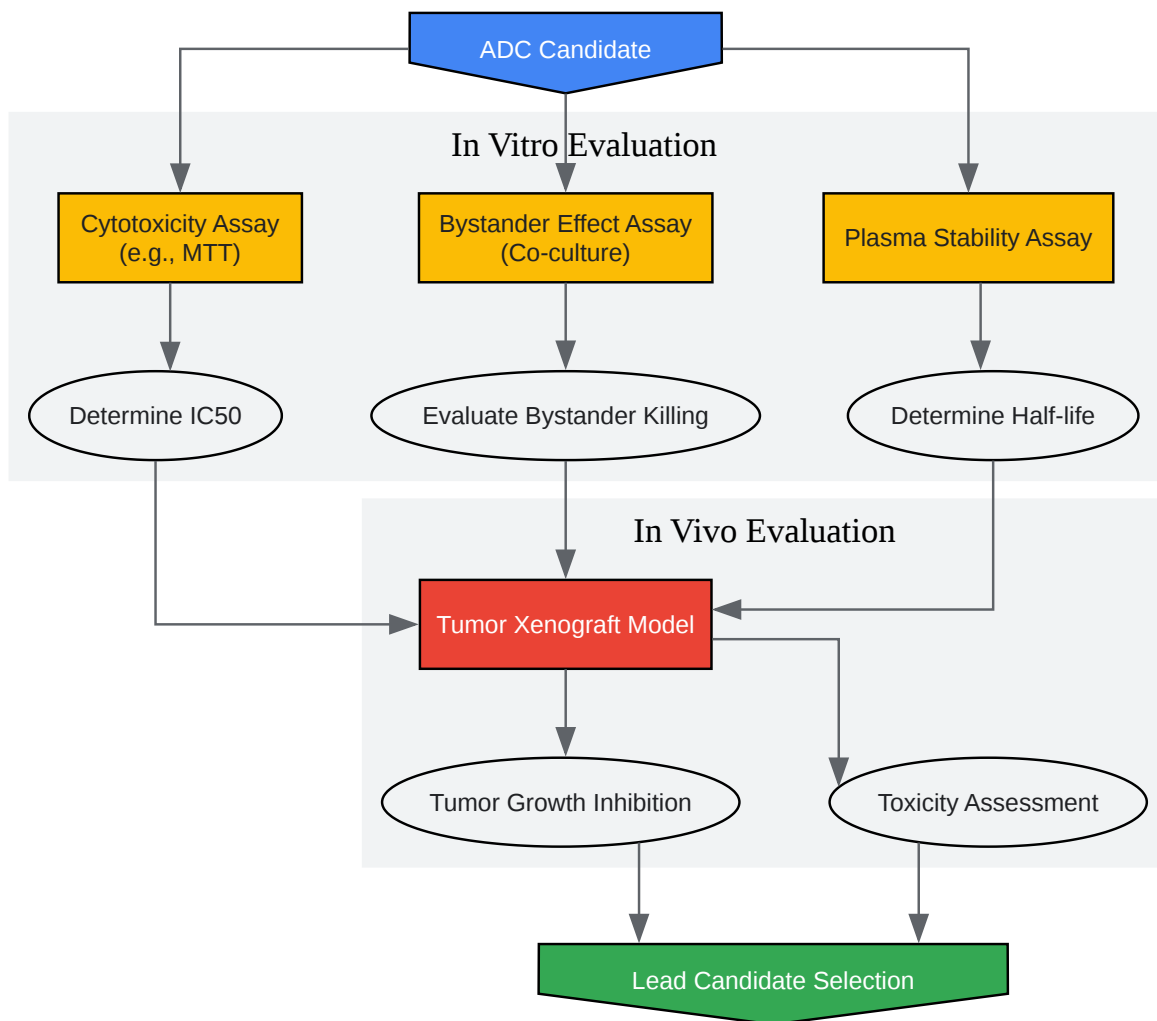 ADC Candidate
In Vitro Evaluation
Cytotoxicity Assay
(e.g., MTT)
Bystander Effect Assay
(Co-culture)
Plasma Stability Assay
Determine IC50
Evaluate Bystander Killing
Determine Half-life
In Vivo Evaluation
Tumor Xenograft Model
Tumor Growth Inhibition
Toxicity Assessment
Lead Candidate Selection